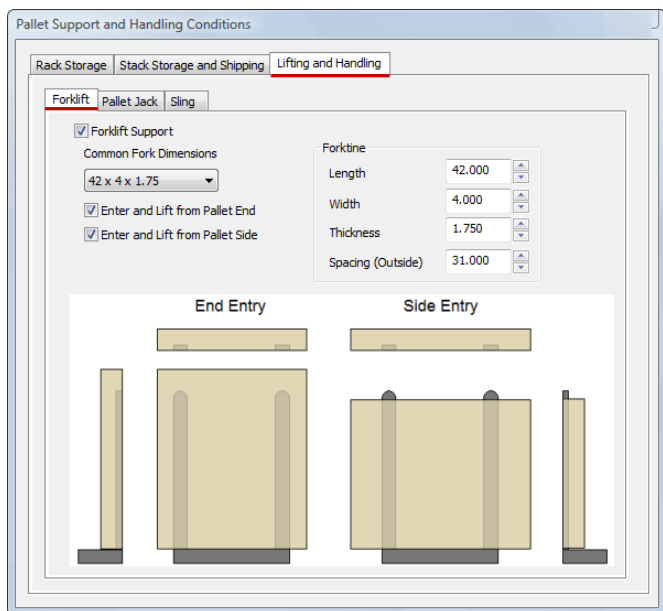 Pallet Support and Handling Conditions
Rack Storage Stack Storage and Shipping Lifting and Handling
Forklift Pallet Jack Sling
Forklift Support
Common Fork Dimensions
42 x 4 x 1.75
Enter and Lift from Pallet End
Enter and Lift from Pallet Side
Forktine
Length 42.000
Width 4.000
Thickness 1.750
Spacing (Outside) 31.000
End Entry Side Entry